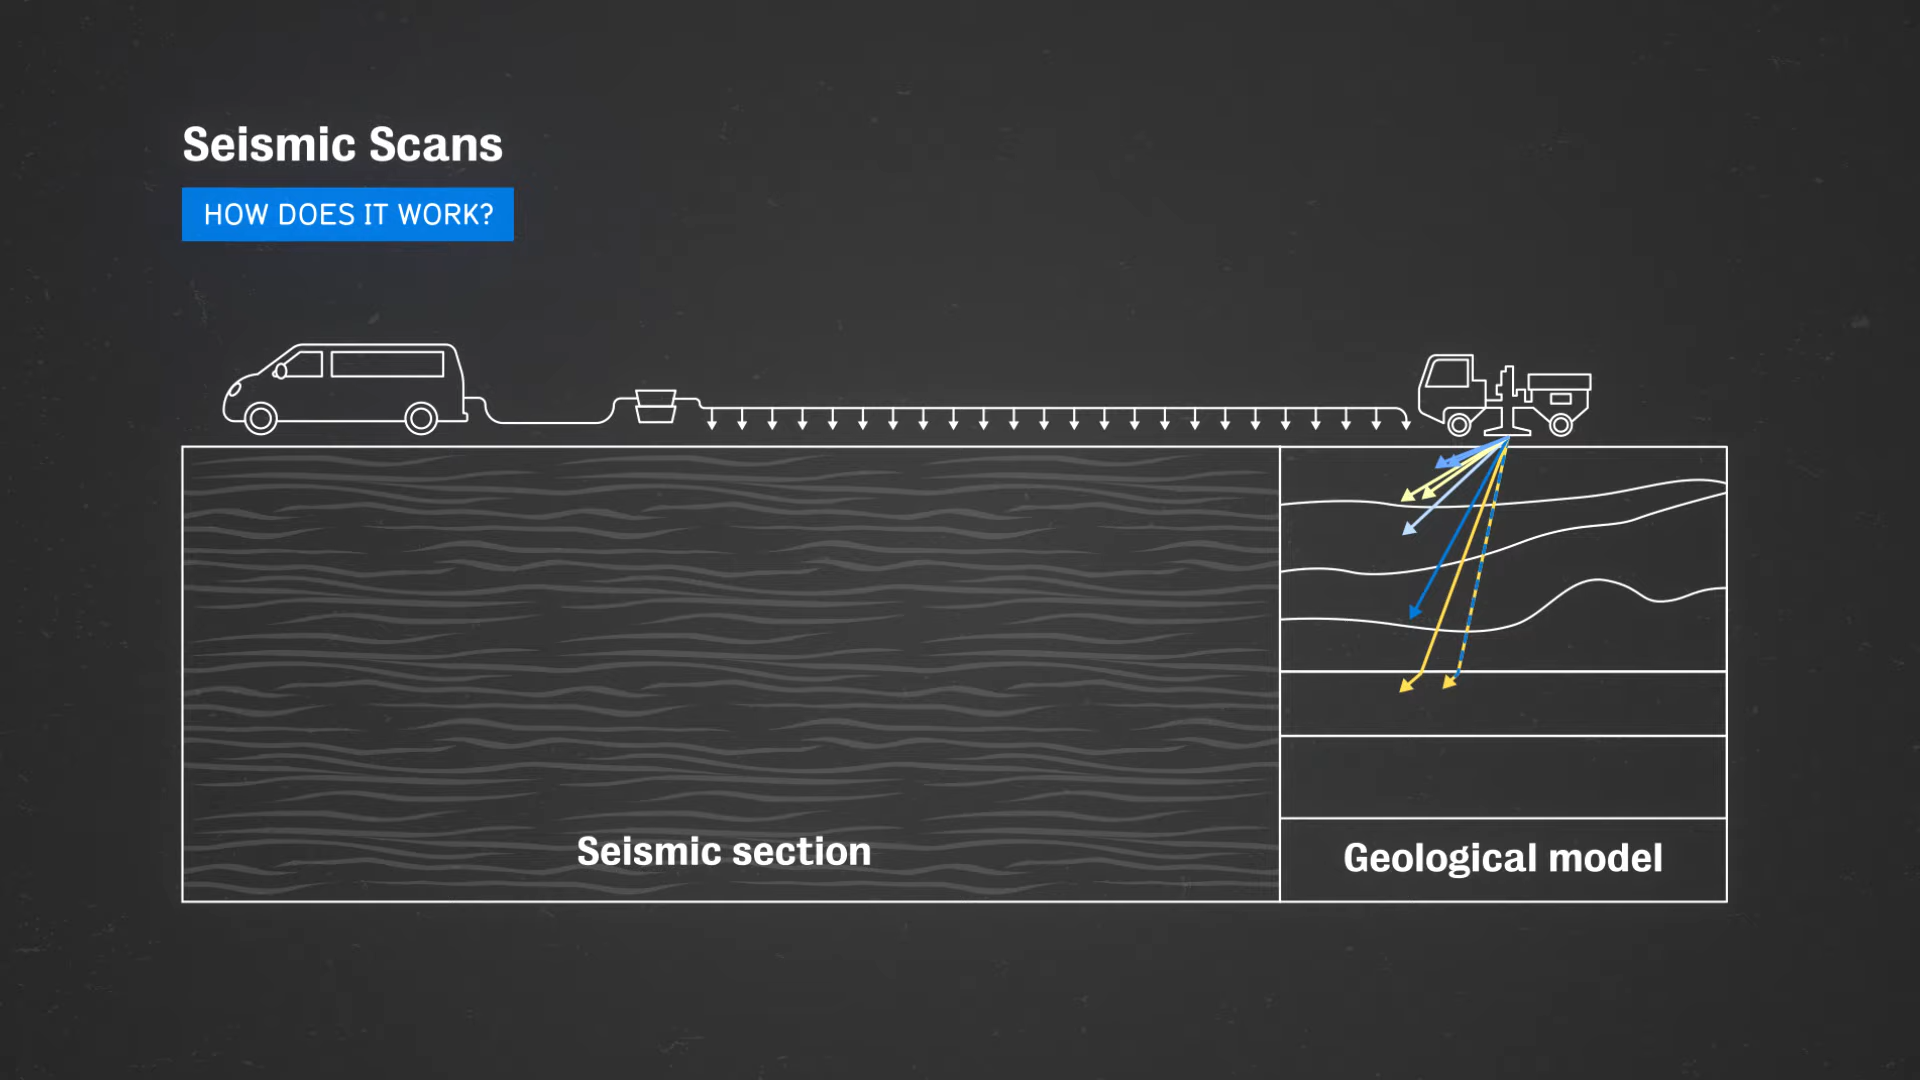 Seismic Scans
HOW DOES IT WORK?
Seismic section
Geological model